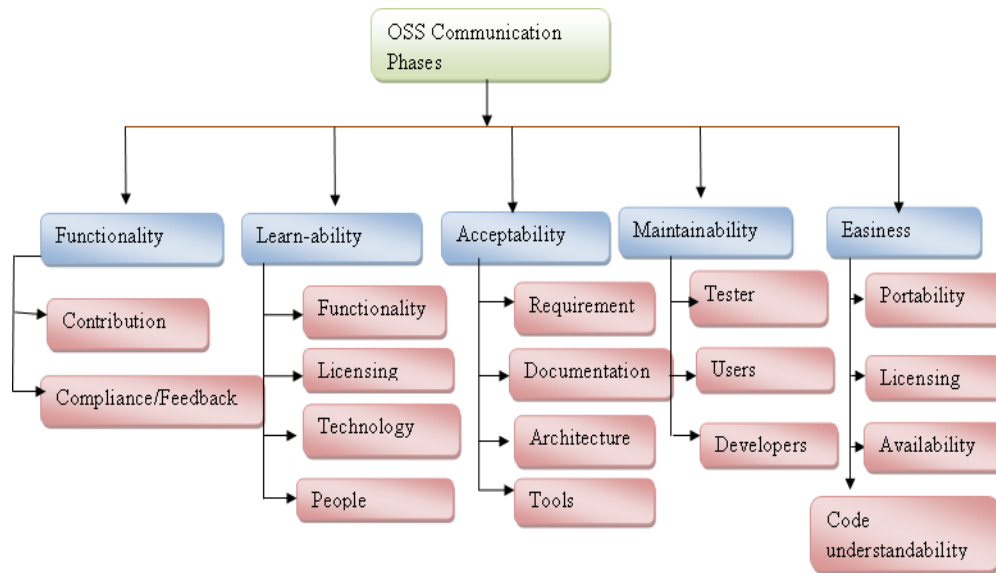 OSS Communication
Phases
Functionality
Learn-ability
Acceptability
Maintainability
Easiness
Contribution
Compliance/Feedback
Functionality
Licensing
Technology
People
Requirement
Documentation
Architecture
Tools
Tester
Users
Developers
Portability
Licensing
Availability
Code
understandability